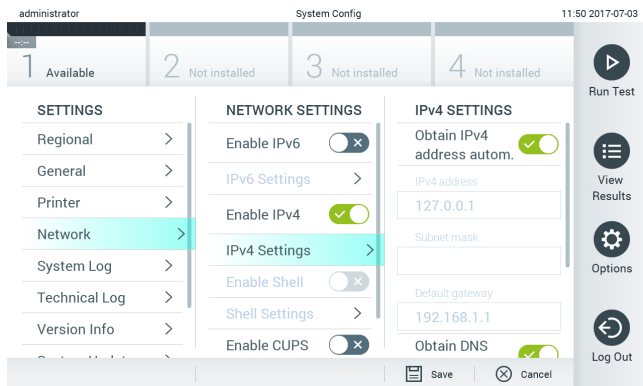 administrator
System Config
11:50 2017-07-03
--:--
1 Available
2 Not installed
3 Not installed
4 Not installed
Run Test
View
Results
Options
Log Out
SETTINGS
Regional
General
Printer
Network
System Log
Technical Log
Version Info
NETWORK SETTINGS
Enable IPv6
IPv6 Settings
Enable IPv4
IPv4 Settings
Enable Shell
Shell Settings
Enable CUPS
IPv4 SETTINGS
Obtain IPv4
address autom.
IPv4 address
127.0.0.1
Subnet mask
Default gateway
192.168.1.1
Obtain DNS
Save
Cancel